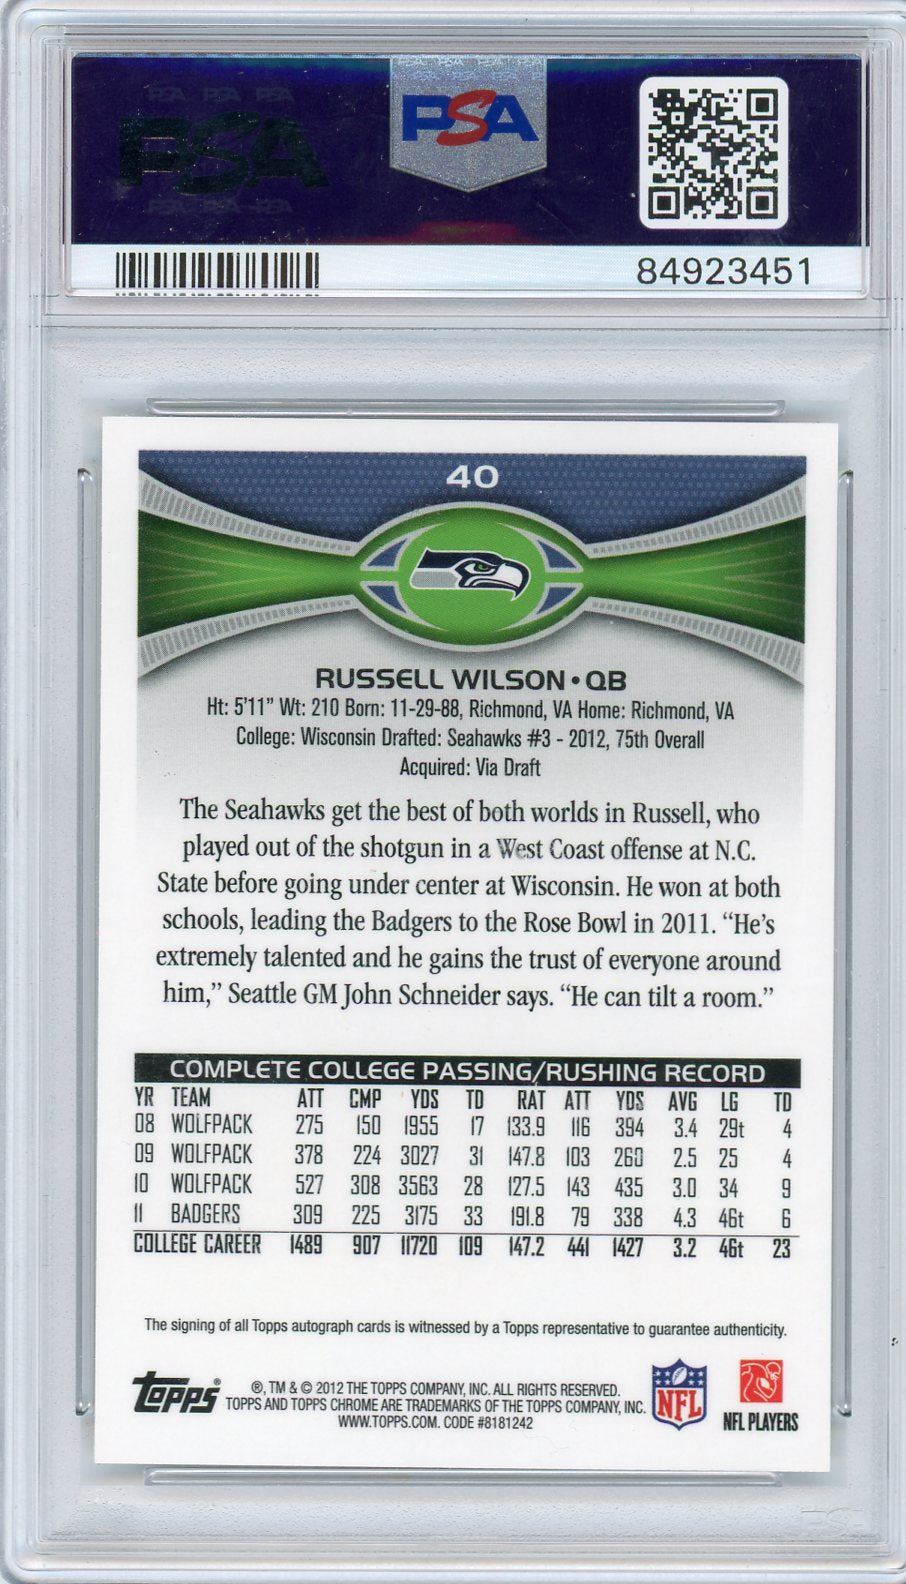 PSA PSA PSA
PSA
PSA PSA PSA
PSA
84923451
40
RUSSELL WILSON • QB
Ht: 5'11" Wt: 210 Born: 11-29-88, Richmond, VA Home: Richmond, VA
College: Wisconsin Drafted: Seahawks #3 - 2012, 75th Overall
Acquired: Via Draft
The Seahawks get the best of both worlds in Russell, who
played out of the shotgun in a West Coast offense at N.C.
State before going under center at Wisconsin. He won at both
schools, leading the Badgers to the Rose Bowl in 2011. “He’s
extremely talented and he gains the trust of everyone around
him,” Seattle GM John Schneider says. “He can tilt a room.”
COMPLETE COLLEGE PASSING/RUSHING RECORD
YR TEAM ATT CMP YDS TD RAT ATT YDS AVG LG TD
08 WOLFPACK 275 150 1955 17 133.9 116 394 3.4 29t 4
09 WOLFPACK 378 224 3027 31 147.8 103 260 2.5 25 4
10 WOLFPACK 527 308 3563 28 127.5 143 435 3.0 34 9
11 BADGERS 309 225 3175 33 191.8 79 338 4.3 46t 6
COLLEGE CAREER 1489 907 11720 109 147.2 441 1427 3.2 46t 23
The signing of all Topps autograph cards is witnessed by a Topps representative to guarantee authenticity.
topps®
®, TM & © 2012 THE TOPPS COMPANY, INC. ALL RIGHTS RESERVED.
TOPPS AND TOPPS CHROME ARE TRADEMARKS OF THE TOPPS COMPANY, INC.
WWW.TOPPS.COM. CODE #8181242
NFL
NFL PLAYERS
PSA